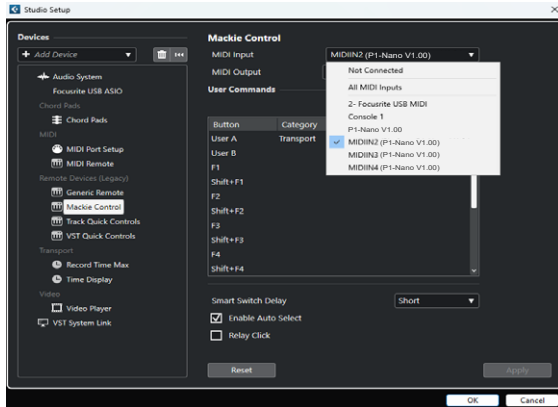 Studio Setup
Devices
+ Add Device
Audio System
Focusrite USB ASIO
Chord Pads
Chord Pads
MIDI
MIDI Port Setup
MIDI Remote
Remote Devices (Legacy)
Generic Remote
Mackie Control
Track Quick Controls
VST Quick Controls
Transport
Record Time Max
Time Display
Video
Video Player
VST System Link
Mackie Control
MIDI Input
MIDIIN2 (P1-Nano V1.00)
MIDI Output
User Commands
Not Connected
All MIDI Inputs
2- Focusrite USB MIDI
Console 1
P1-Nano V1.00
MIDIIN2 (P1-Nano V1.00)
MIDIIN3 (P1-Nano V1.00)
MIDIIN4 (P1-Nano V1.00)
Button Category
User A Transport
User B
F1
Shift+F1
F2
Shift+F2
F3
Shift+F3
F4
Shift+F4
Smart Switch Delay
Short
Enable Auto Select
Relay Click
Reset
Apply
OK
Cancel